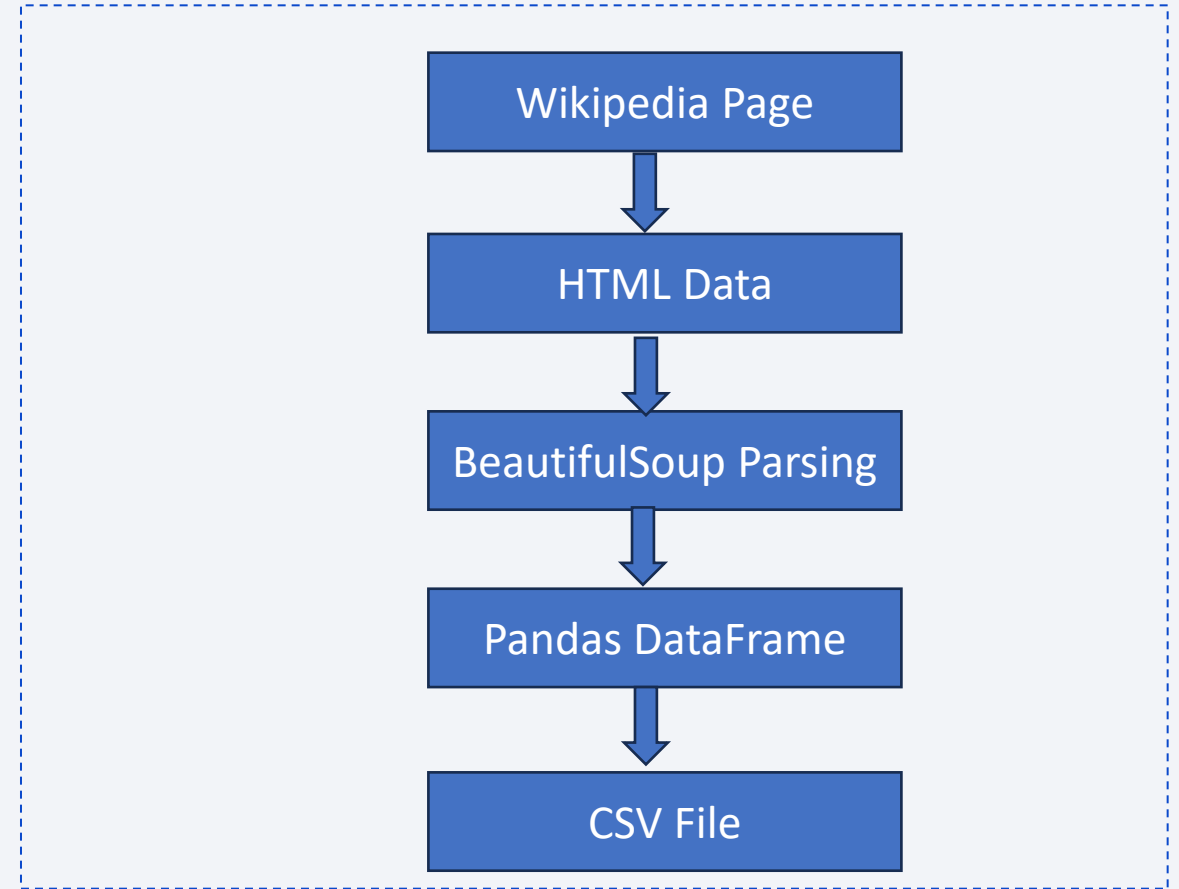 Wikipedia Page
HTML Data
BeautifulSoup Parsing
Pandas DataFrame
CSV File